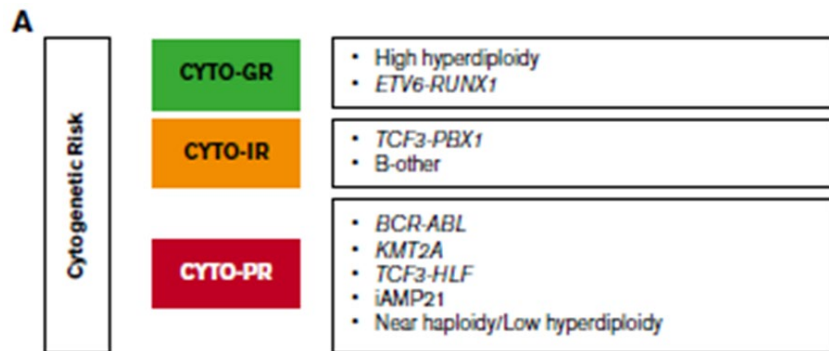 A
Cytogenetic Risk
CYTO-GR
• High hyperdiploidy
• ETV6-RUNX1
CYTO-IR
• TCF3-PBX1
• B-other
CYTO-PR
• BCR-ABL
• KMT2A
• TCF3-HLF
• iAMP21
• Near haploidy/Low hyperdiploidy